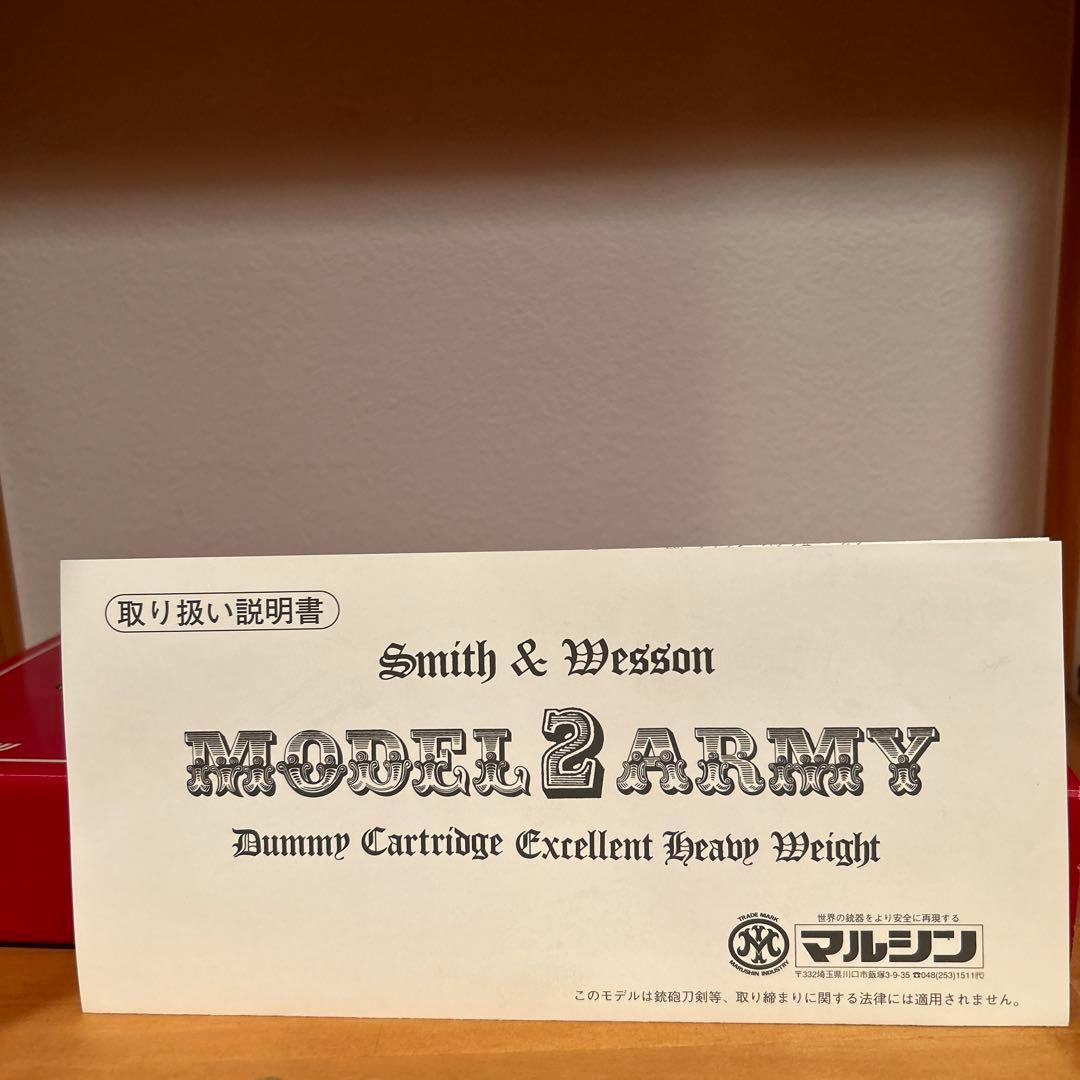 取り扱い説明書
Smith & Wesson
MODEL 2 ARMY
Dummy Cartridge Excellent Heavy Weight
TRADE MARK
MARUSHIN INDUSTRY
世界の銃器をより安全に再現する
マルシン
〒332埼玉県川口市飯塚3-9-35 ☎048(253)1511㈹
このモデルは銃砲刀剣等、取り締まりに関する法律には適用されません。